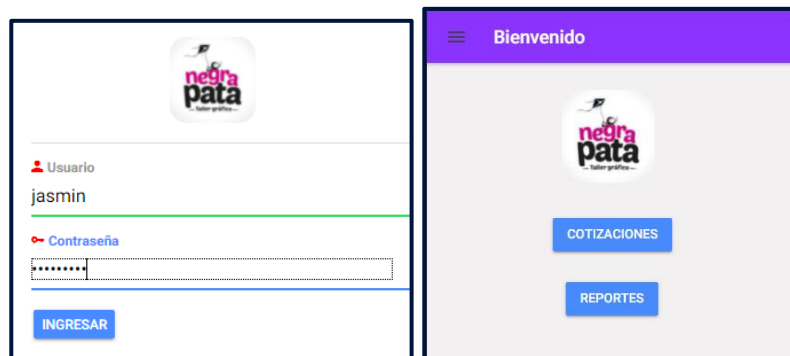 negra
pata
Taller gráfico
Usuario
jasmin
Contraseña
•••••••••
INGRESAR
Bienvenido
negra
pata
Taller gráfico
COTIZACIONES
REPORTES